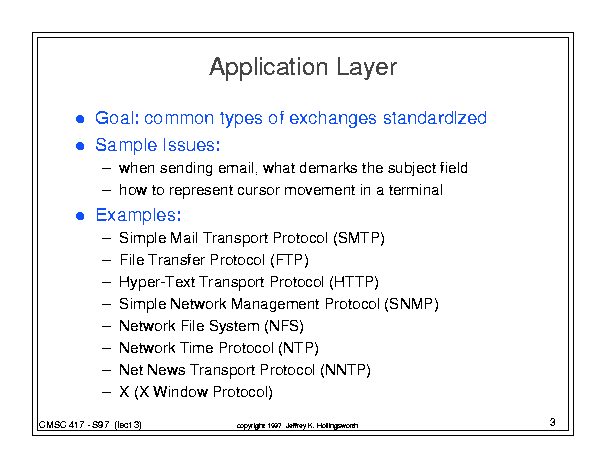 Application Layer
● Goal: common types of exchanges standardized
● Sample Issues:
– when sending email, what demarks the subject field
– how to represent cursor movement in a terminal
● Examples:
– Simple Mail Transport Protocol (SMTP)
– File Transfer Protocol (FTP)
– Hyper-Text Transport Protocol (HTTP)
– Simple Network Management Protocol (SNMP)
– Network File System (NFS)
– Network Time Protocol (NTP)
– Net News Transport Protocol (NNTP)
– X (X Window Protocol)
CMSC 417 - S97 (lect 3)
copyright 1997 Jeffrey K. Hollingsworth
3